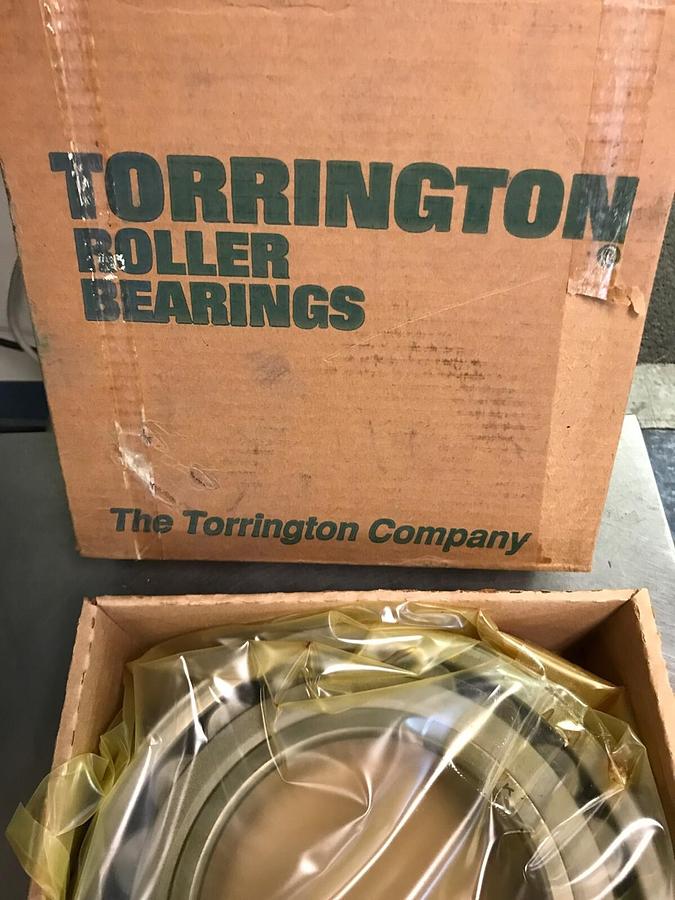 TORRINGTON®
ROLLER
BEARINGS
The Torrington Company